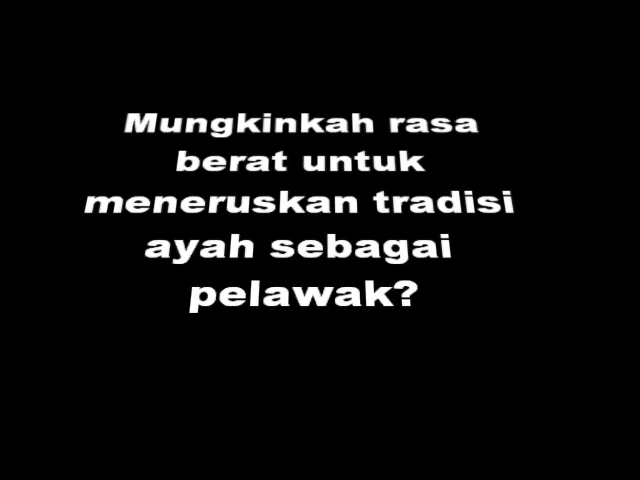 Mungkinkah rasa
berat untuk
meneruskan tradisi
ayah sebagai
pelawak?